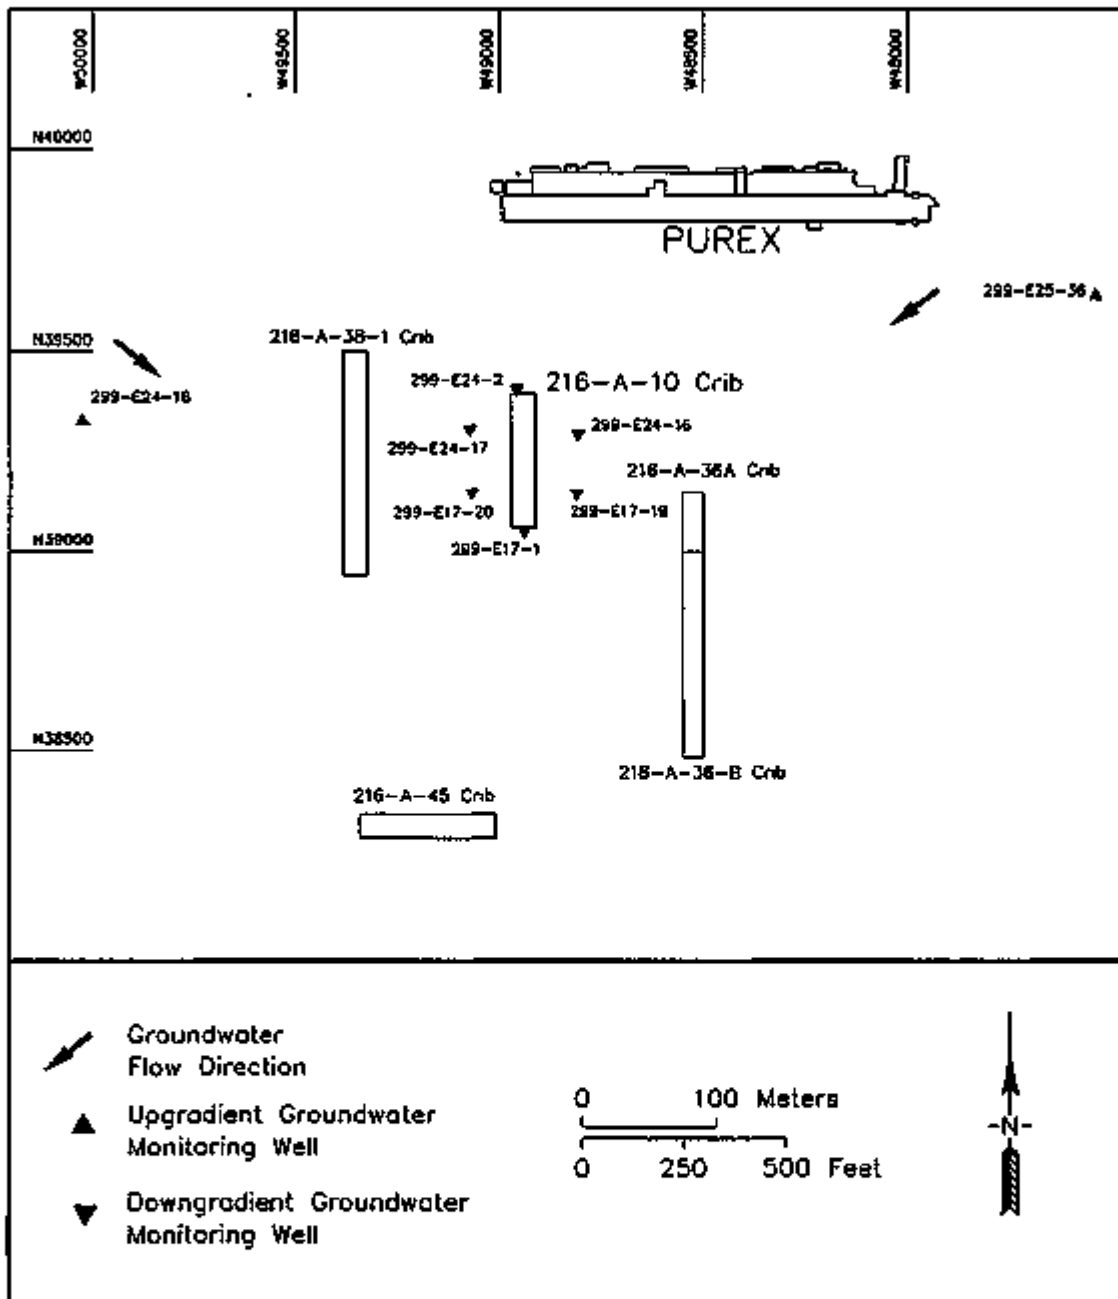 W50000
W49500
W49000
W48500
W48000
N40000
PUREX
299-E25-36
N39500
216-A-38-1 Crib
299-E24-2
216-A-10 Crib
299-E24-18
299-E24-17
299-E24-16
216-A-36A Crib
299-E17-20
299-E17-19
N39000
299-E17-1
N38500
216-A-36-B Crib
216-A-45 Crib
Groundwater
Flow Direction
Upgradient Groundwater
Monitoring Well
Downgradient Groundwater
Monitoring Well
0 100 Meters
0 250 500 Feet
-N-